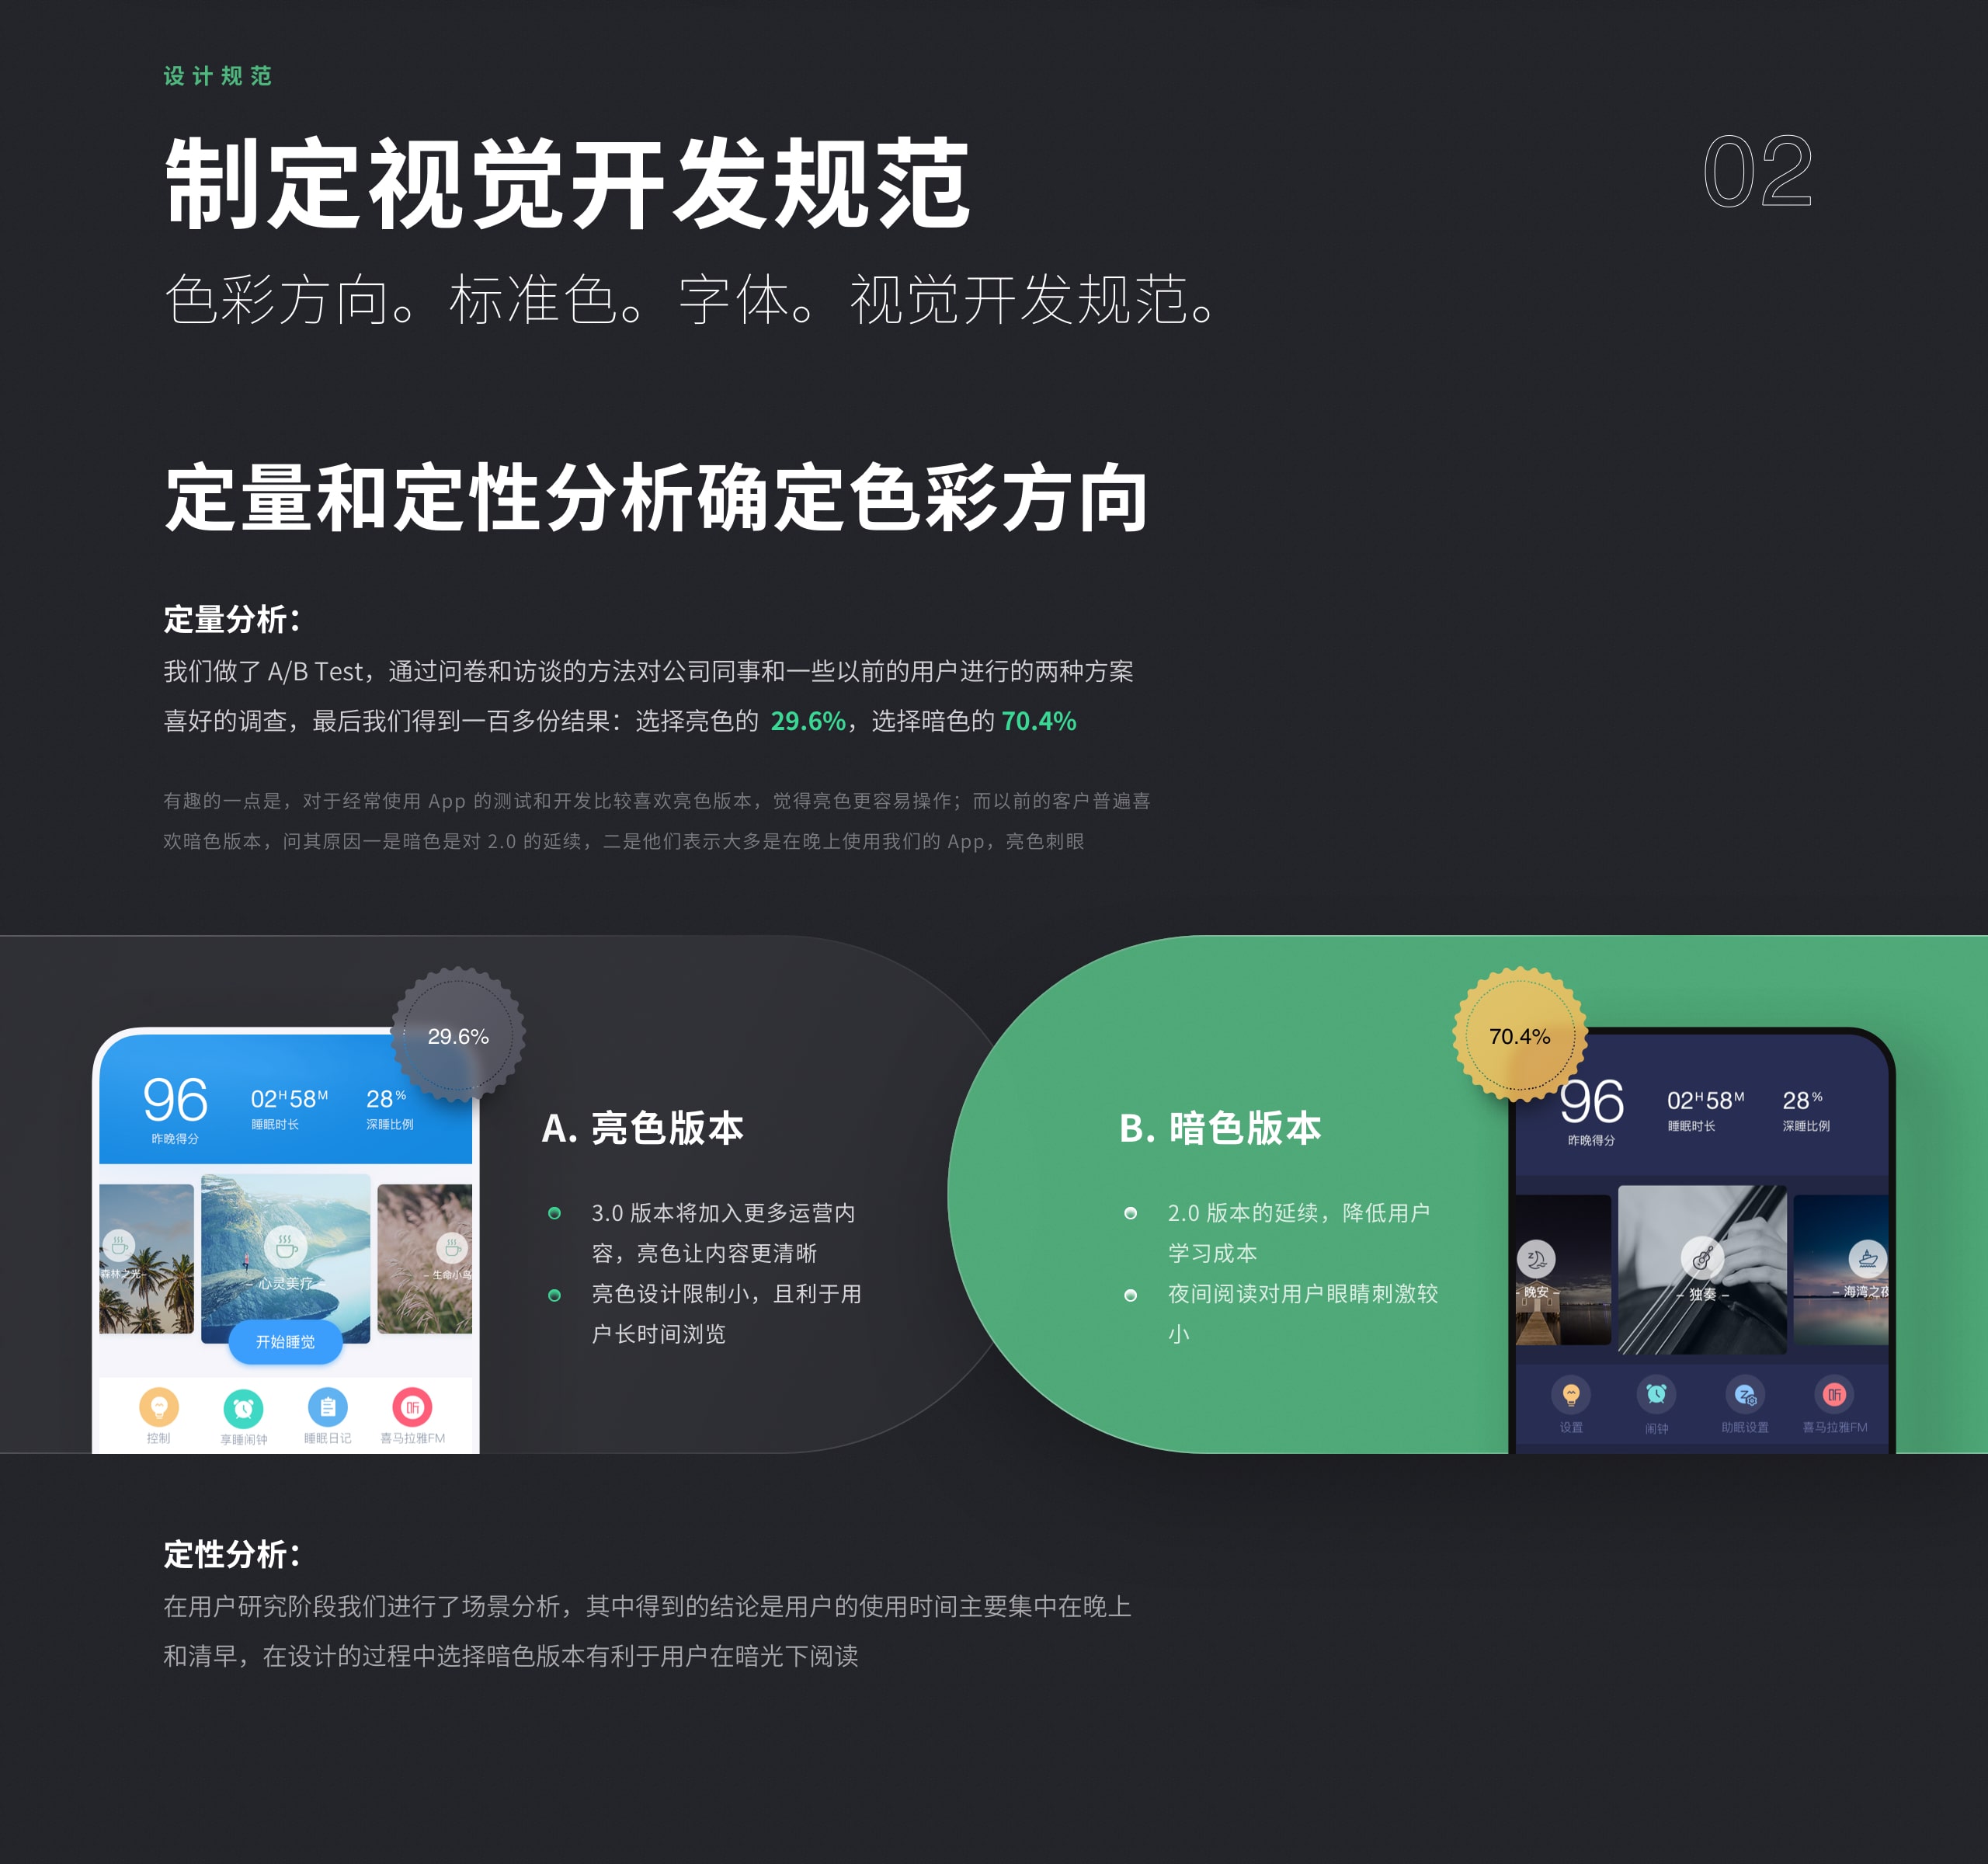 设计规范
制定视觉开发规范
02
色彩方向。标准色。字体。视觉开发规范。
定量和定性分析确定色彩方向
定量分析：
我们做了 A/B Test，通过问卷和访谈的方法对公司同事和一些以前的用户进行的两种方案
喜好的调查，最后我们得到一百多份结果：选择亮色的 29.6%，选择暗色的 70.4%
有趣的一点是，对于经常使用 App 的测试和开发比较喜欢亮色版本，觉得亮色更容易操作；而以前的客户普遍喜
欢暗色版本，问其原因一是暗色是对 2.0 的延续，二是他们表示大多是在晚上使用我们的 App，亮色刺眼
29.6%
96
02H58M
28%
昨晚得分
睡眠时长
深睡比例
森林之光–
– 心灵美疗 –
– 生命小鸟
开始睡觉
控制
享睡闹钟
睡眠日记
喜马拉雅FM
A. 亮色版本
3.0 版本将加入更多运营内
容，亮色让内容更清晰
亮色设计限制小，且利于用
户长时间浏览
B. 暗色版本
2.0 版本的延续，降低用户
学习成本
夜间阅读对用户眼睛刺激较
小
70.4%
96
02H58M
28%
昨晚得分
睡眠时长
深睡比例
– 晚安 –
– 独奏 –
– 海湾之夜
听
设置
闹钟
助眠设置
喜马拉雅FM
定性分析：
在用户研究阶段我们进行了场景分析，其中得到的结论是用户的使用时间主要集中在晚上
和清早，在设计的过程中选择暗色版本有利于用户在暗光下阅读